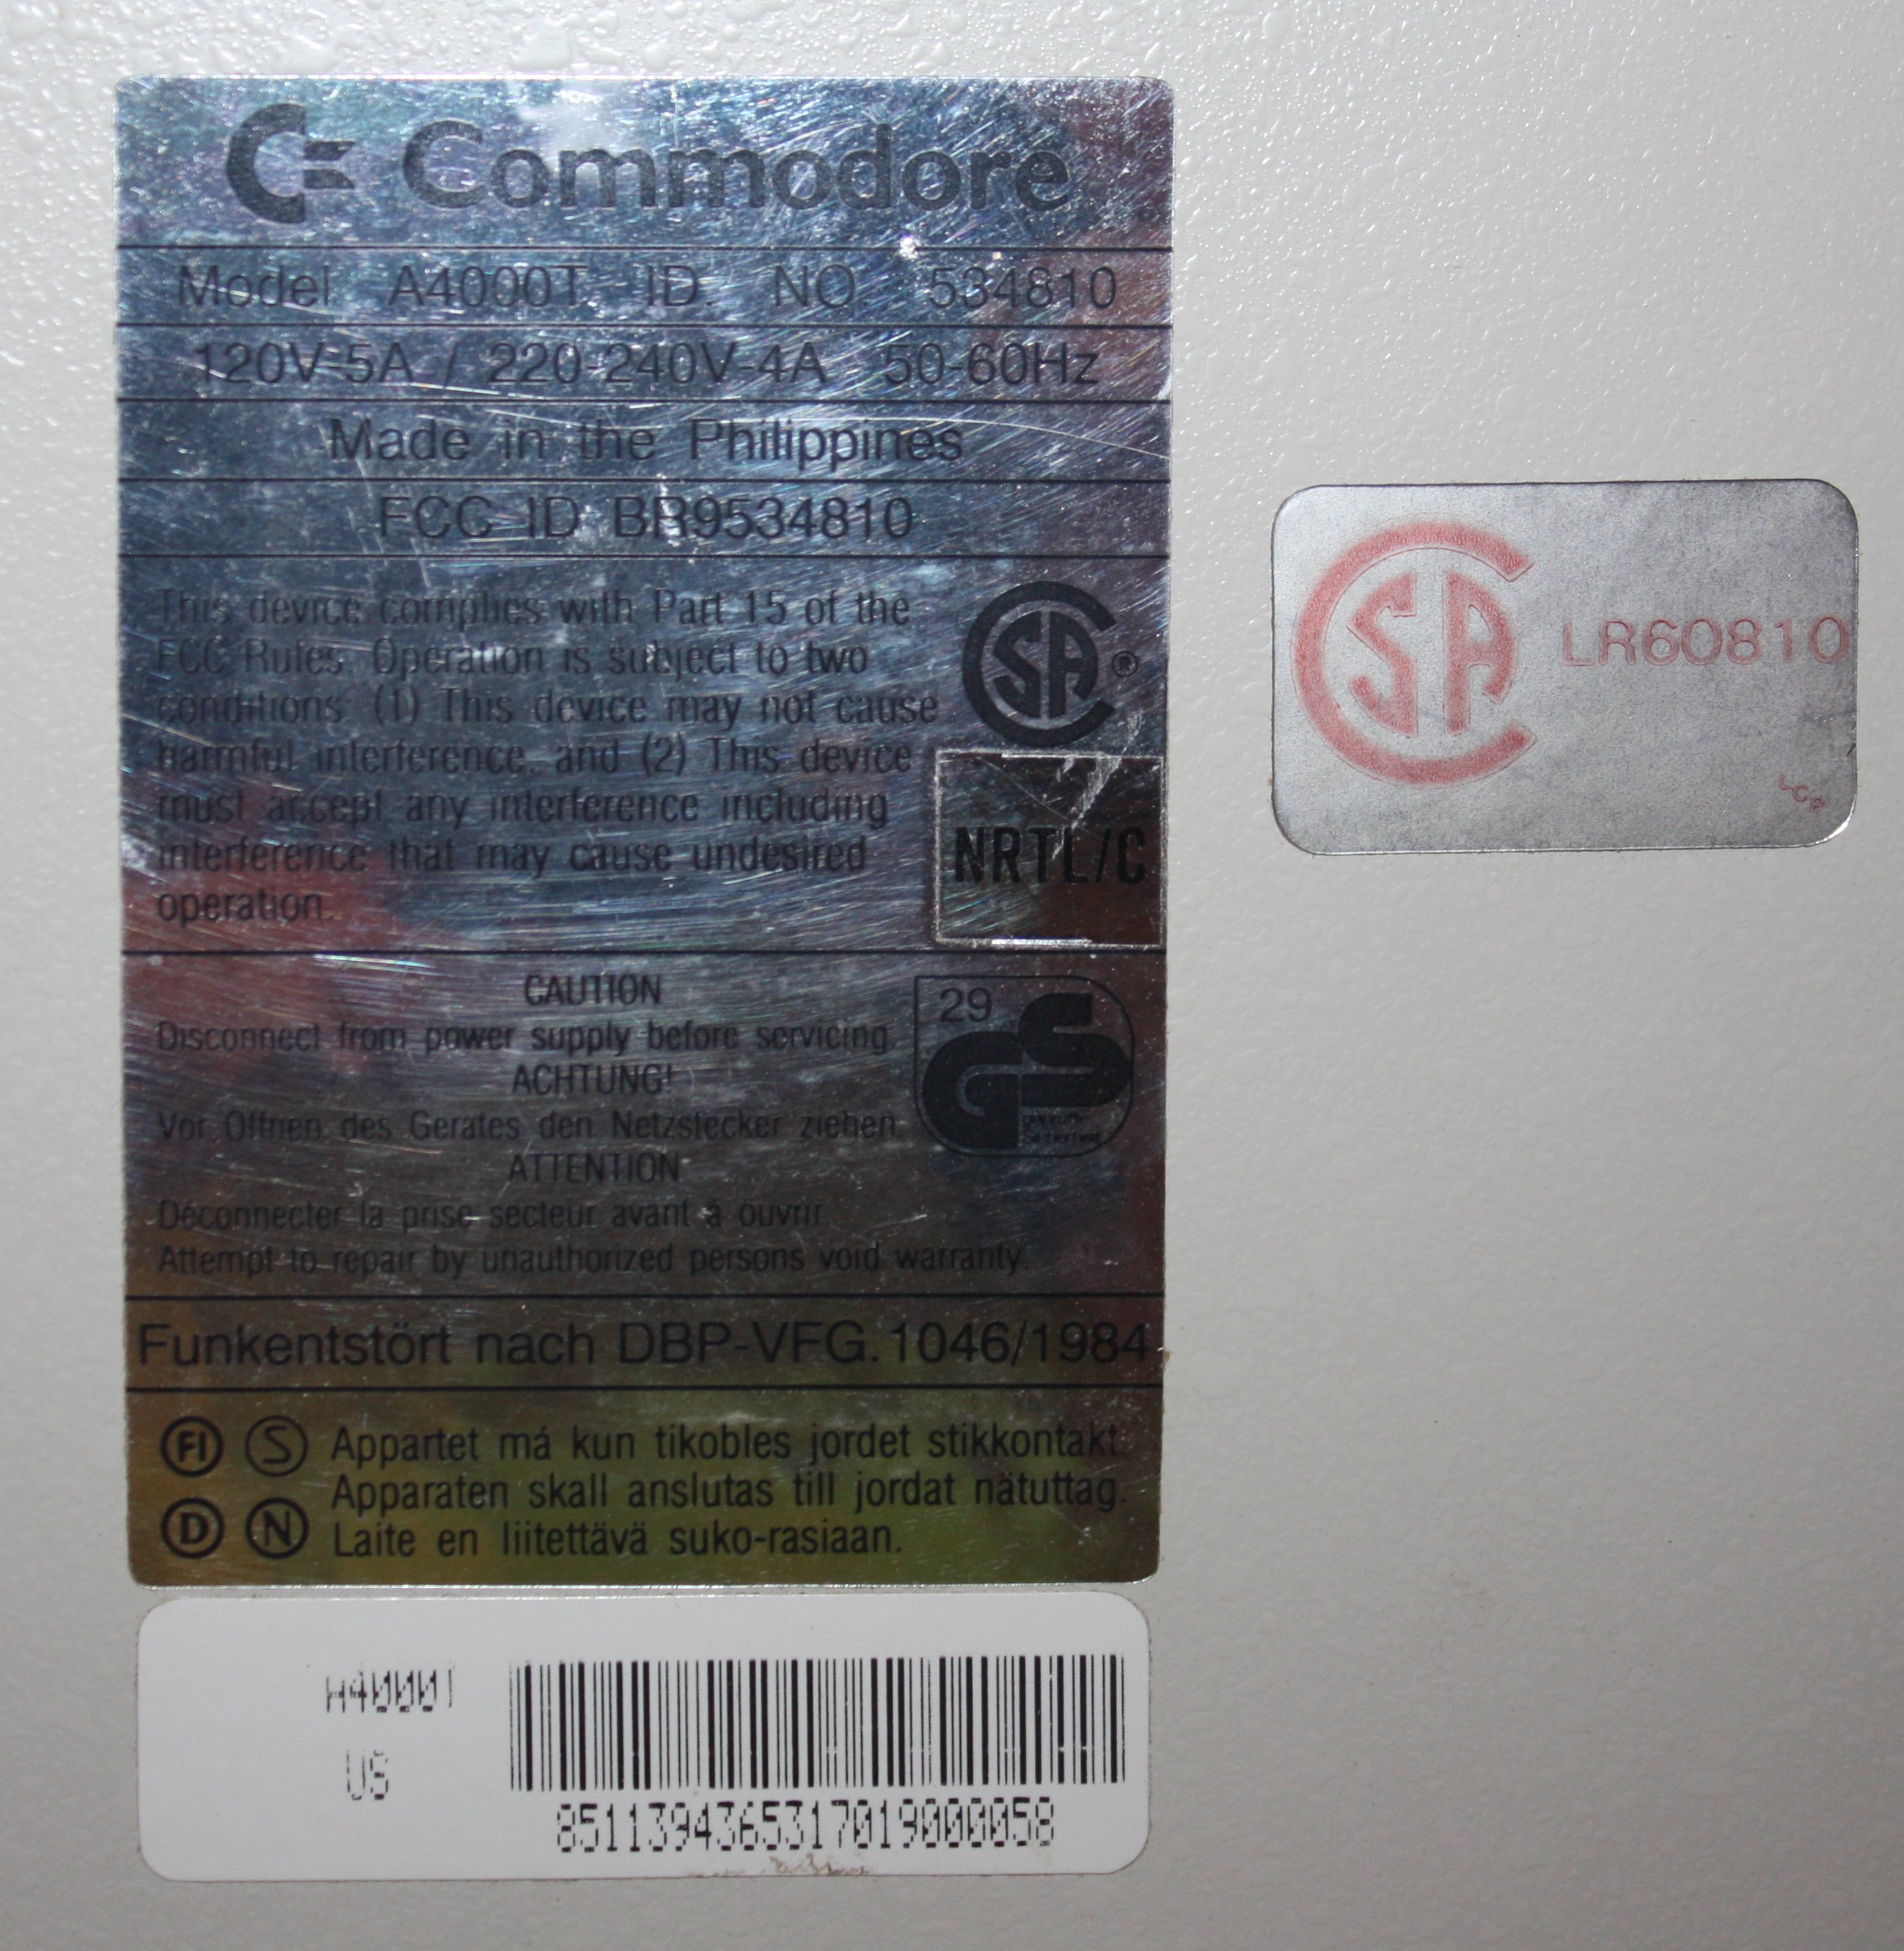 Commodore
Model A4000T ID. NO. 534810
120V-5A / 220-240V-4A 50-60Hz
Made in the Philippines
FCC ID BR9534810
This device complies with Part 15 of the
FCC Rules. Operation is subject to two
conditions (1) This device may not cause
harmful interference, and (2) This device
must accept any interference including
interference that may cause undesired
operation.
SA
®
NRTL/C
CAUTION
Disconnect from power supply before servicing.
ACHTUNG!
Vor Offnen des Gerates den Netzstecker ziehen.
ATTENTION
Déconnecter la prise secteur avant á ouvrir
Attempt to repair by unauthorized persons void warranty
29
GS
geprüfte
Sicherheit
Funkentstört nach DBP-VFG. 1046/1984
FI S Appartet má kun tikobles jordet stikkontakt.
Apparaten skall anslutas till jordat nätuttag.
D N Laite en liitettävä suko-rasiaan.
A4000T
US
8511394365317019000058
SA LR60810